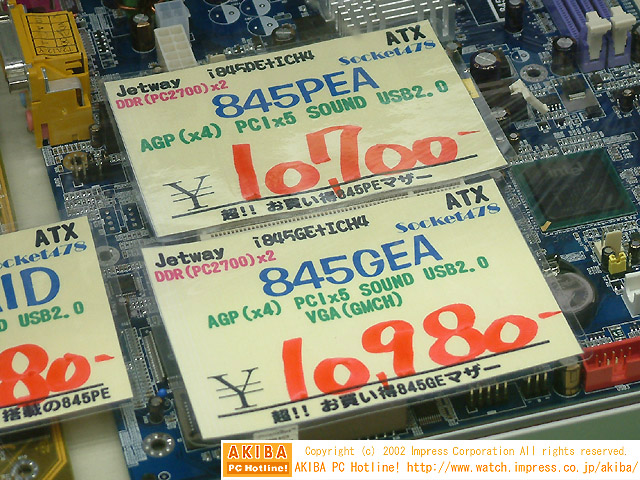 Jetway i845PE+ICH4 ATX
DDR(PC2700)x2 Socket478
845PEA
AGP(x4) PCIx5 SOUND USB2.0
¥10,700-
超!! お買い得845PEマザー
Jetway i845GE+ICH4 ATX
DDR(PC2700)x2 Socket478
845GEA
AGP(x4) PCIx5 SOUND USB2.0
VGA(GMCH)
¥10,980-
超!! お買い得845GEマザー
ATX
ocket478
ID
USB2.0
80-
搭載の845PE
AKIBA
PC Hotline!
Copyright (c) 2002 Impress Corporation All rights reserved.
AKIBA PC Hotline! http://www.watch.impress.co.jp/akiba/